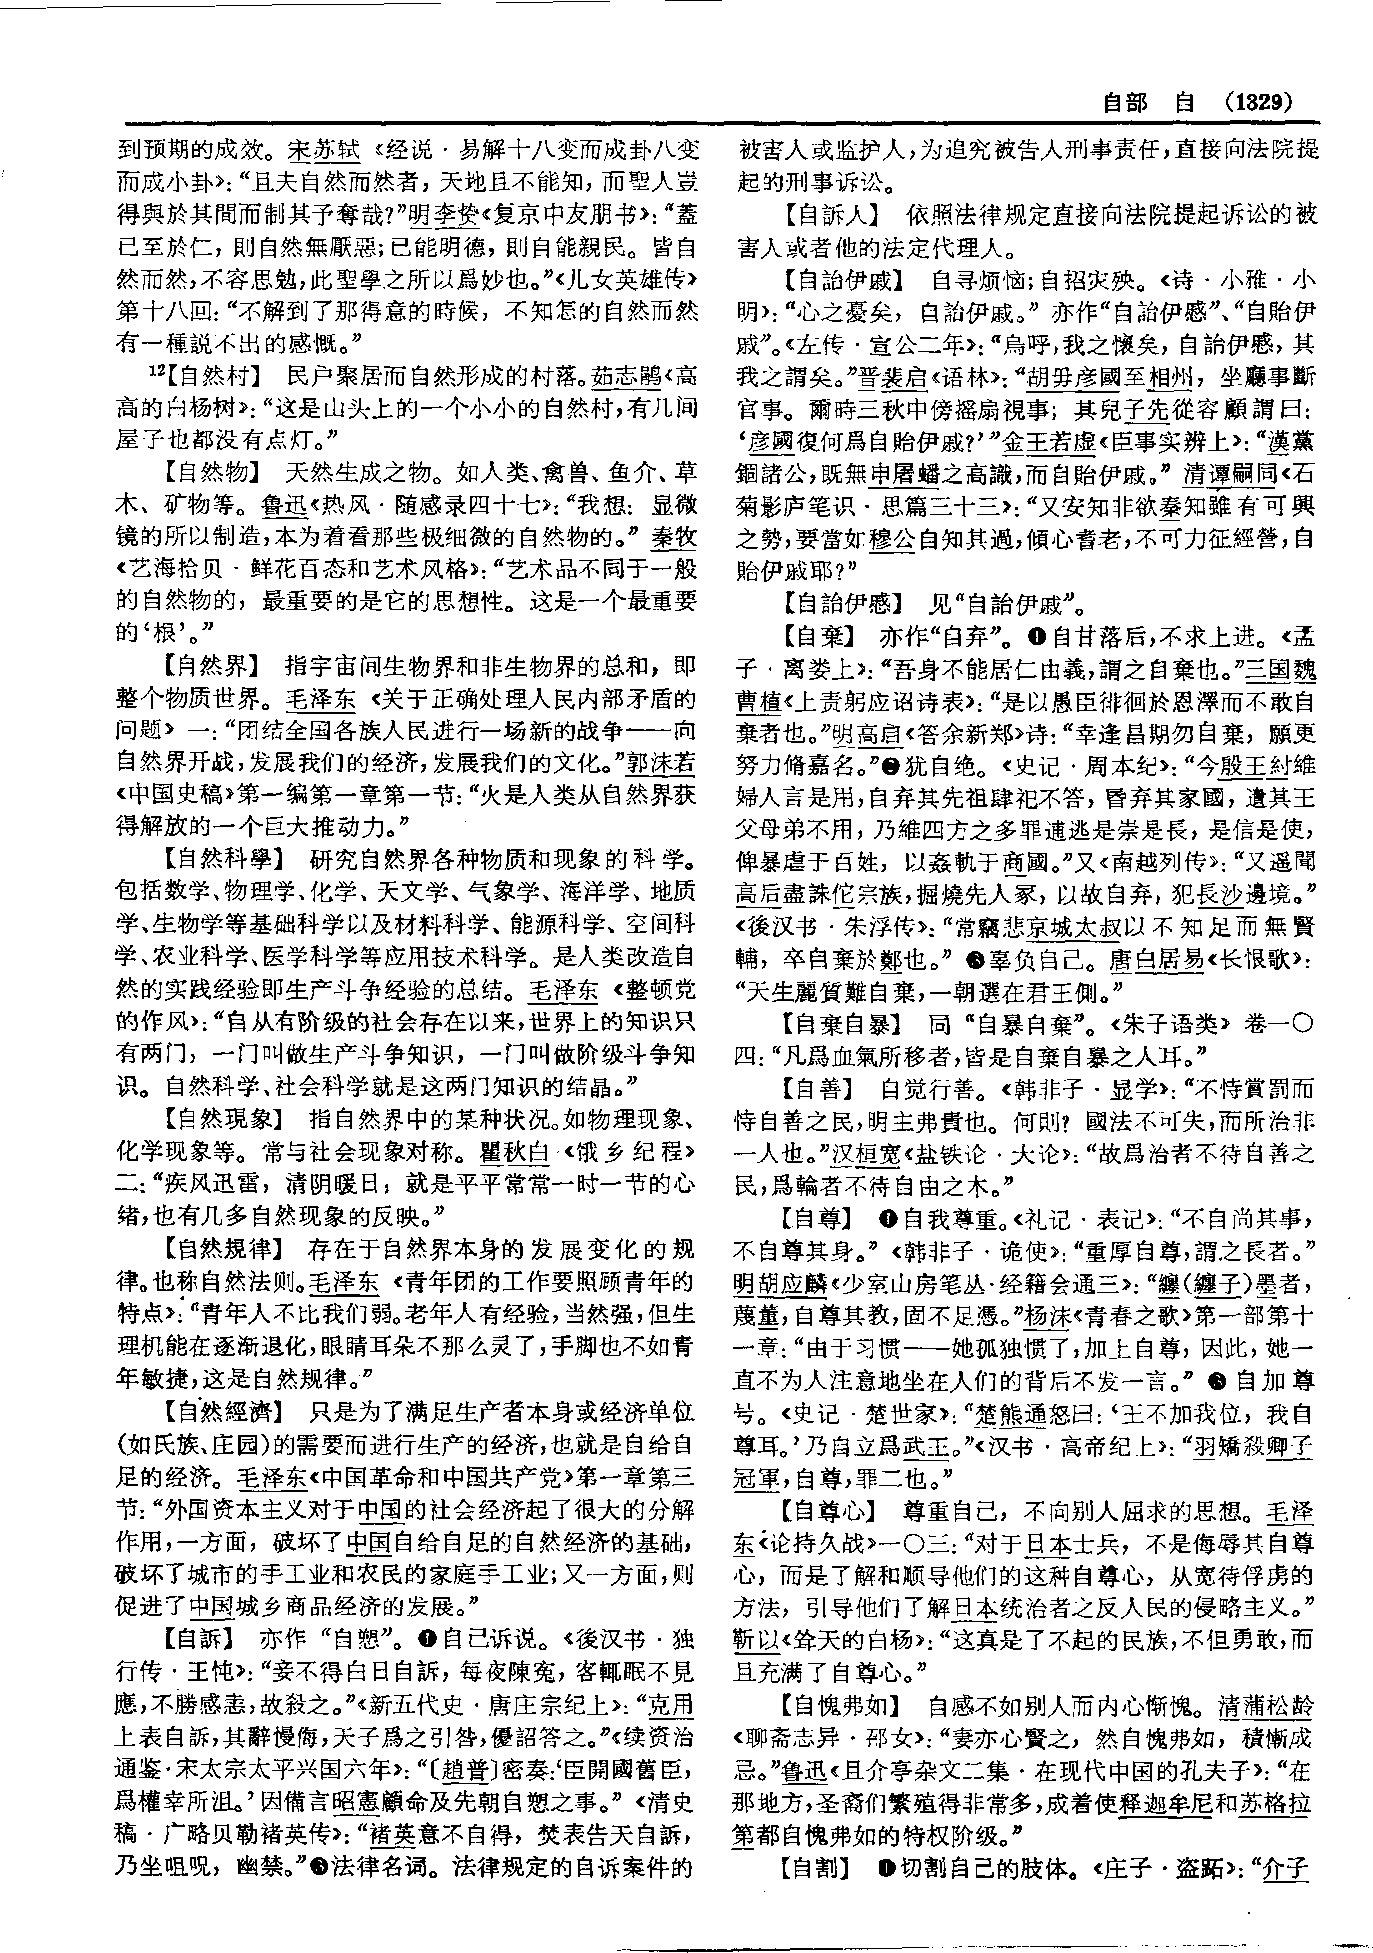 自部 自 (1329)
到预期的成效。宋苏轼《经说·易解十八变而成卦八变
而成小卦》：“且夫自然而然者，天地且不能知，而聖人豈
得與於其間而制其予奪哉？”明李贽《复京中友朋书》：“蓋
已至於仁，則自然無厭惡；已能明德，則自能親民。皆自
然而然，不容思勉，此聖學之所以爲妙也。”《儿女英雄传》
第十八回：“不解到了那得意的時候，不知怎的自然而然
有一種説不出的感慨。”
12【自然村】 民户聚居而自然形成的村落。茹志鹃《高
高的白杨树》：“这是山头上的一个小小的自然村，有几间
屋子也都没有点灯。”
【自然物】 天然生成之物。如人类、禽兽、鱼介、草
木、矿物等。鲁迅《热风·随感录四十七》：“我想：显微
镜的所以制造，本为着看那些极细微的自然物的。”秦牧
《艺海拾贝·鲜花百态和艺术风格》：“艺术品不同于一般
的自然物的，最重要的是它的思想性。这是一个最重要
的‘根’。”
【自然界】 指宇宙间生物界和非生物界的总和，即
整个物质世界。毛泽东《关于正确处理人民内部矛盾的
问题》一：“团结全国各族人民进行一场新的战争——向
自然界开战，发展我们的经济，发展我们的文化。”郭沫若
《中国史稿》第一编第一章第一节：“火是人类从自然界获
得解放的一个巨大推动力。”
【自然科學】 研究自然界各种物质和现象的科学。
包括数学、物理学、化学、天文学、气象学、海洋学、地质
学、生物学等基础科学以及材料科学、能源科学、空间科
学、农业科学、医学科学等应用技术科学。是人类改造自
然的实践经验即生产斗争经验的总结。毛泽东《整顿党
的作风》：“自从有阶级的社会存在以来，世界上的知识只
有两门，一门叫做生产斗争知识，一门叫做阶级斗争知
识。自然科学、社会科学就是这两门知识的结晶。”
【自然現象】 指自然界中的某种状况。如物理现象、
化学现象等。常与社会现象对称。瞿秋白《饿乡纪程》
二：“疾风迅雷，清阴暖日，就是平平常常一时一节的心
绪，也有几多自然现象的反映。”
【自然規律】 存在于自然界本身的发展变化的规
律。也称自然法则。毛泽东《青年团的工作要照顾青年的
特点》：“青年人不比我们弱。老年人有经验，当然强，但生
理机能在逐渐退化，眼睛耳朵不那么灵了，手脚也不如青
年敏捷，这是自然规律。”
【自然經濟】 只是为了满足生产者本身或经济单位
（如氏族、庄园）的需要而进行生产的经济，也就是自给自
足的经济。毛泽东《中国革命和中国共产党》第一章第三
节：“外国资本主义对于中国的社会经济起了很大的分解
作用，一方面，破坏了中国自给自足的自然经济的基础，
破坏了城市的手工业和农民的家庭手工业；又一方面，则
促进了中国城乡商品经济的发展。”
【自訴】 亦作“自愬”。❶自己诉说。《後汉书·独
行传·王忳》：“妾不得白日自訴，每夜陳冤，客輒眠不見
應，不勝感恚，故殺之。”《新五代史·唐庄宗纪上》：“克用
上表自訴，其辭慢侮，天子爲之引咎，優詔答之。”《续资治
通鉴·宋太宗太平兴国六年》：“〔趙普〕密奏：‘臣開國舊臣，
爲權幸所沮。’因備言昭憲顧命及先朝自愬之事。”《清史
稿·广略贝勒褚英传》：“褚英意不自得，焚表告天自訴，
乃坐咀呪，幽禁。”❷法律名词。法律规定的自诉案件的
被害人或监护人，为追究被告人刑事责任，直接向法院提
起的刑事诉讼。
【自訴人】 依照法律规定直接向法院提起诉讼的被
害人或者他的法定代理人。
【自詒伊戚】 自寻烦恼；自招灾殃。《诗·小雅·小
明》：“心之憂矣，自詒伊戚。”亦作“自詒伊慼”、“自貽伊
戚”。《左传·宣公二年》：“烏呼，我之懷矣，自詒伊慼，其
我之謂矣。”晋裴启《语林》：“胡毋彦國至相州，坐廳事斷
官事。爾時三秋中傍摇扇視事；其兒子先從容顧謂曰：
‘彦國復何爲自貽伊戚？’”金王若虚《臣事实辨上》：“漢黨
錮諸公，既無申屠蟠之高識，而自貽伊戚。”清谭嗣同《石
菊影庐笔识·思篇三十三》：“又安知非欲秦知雖有可興
之勢，要當如穆公自知其過，傾心耆老，不可力征經營，自
貽伊戚耶？”
【自詒伊慼】 见“自詒伊戚”。
【自棄】 亦作“自弃”。❶自甘落后，不求上进。《孟
子·离娄上》：“吾身不能居仁由義，謂之自棄也。”三国魏
曹植《上责躬应诏诗表》：“是以愚臣徘徊於恩澤而不敢自
棄者也。”明高启《答余新郑》诗：“幸逢昌期勿自棄，願更
努力脩嘉名。”❷犹自绝。《史记·周本纪》：“今殷王紂維
婦人言是用，自弃其先祖肆祀不答，昬弃其家國，遺其王
父母弟不用，乃維四方之多罪逋逃是崇是長，是信是使，
俾暴虐于百姓，以姦軌于商國。”又《南越列传》：“又遥聞
高后盡誅佗宗族，掘燒先人冢，以故自弃，犯長沙邊境。”
《後汉书·朱浮传》：“常竊悲京城太叔以不知足而無賢
輔，卒自棄於鄭也。”❸辜负自己。唐白居易《长恨歌》：
“天生麗質難自棄，一朝選在君王側。”
【自棄自暴】 同“自暴自棄”。《朱子语类》卷一〇
四：“凡爲血氣所移者，皆是自棄自暴之人耳。”
【自善】 自觉行善。《韩非子·显学》：“不恃賞罰而
恃自善之民，明主弗貴也。何則？國法不可失，而所治非
一人也。”汉桓宽《盐铁论·大论》：“故爲治者不待自善之
民，爲輪者不待自曲之木。”
【自尊】 ❶自我尊重。《礼记·表记》：“不自尚其事，
不自尊其身。”《韩非子·诡使》：“重厚自尊，謂之長者。”
明胡应麟《少室山房笔丛·经籍会通三》：“纏（纏子）墨者，
蔑董，自尊其教，固不足憑。”杨沫《青春之歌》第一部第十
一章：“由于习惯——她孤独惯了，加上自尊，因此，她一
直不为人注意地坐在人们的背后不发一言。”❷自加尊
号。《史记·楚世家》：“楚熊通怒曰：‘王不加我位，我自
尊耳。’乃自立爲武王。”《汉书·高帝纪上》：“羽矯殺卿子
冠軍，自尊，罪二也。”
【自尊心】 尊重自己，不向别人屈求的思想。毛泽
东《论持久战》一〇三：“对于日本士兵，不是侮辱其自尊
心，而是了解和顺导他们的这种自尊心，从宽待俘虏的
方法，引导他们了解日本统治者之反人民的侵略主义。”
靳以《耸天的白杨》：“这真是了不起的民族，不但勇敢，而
且充满了自尊心。”
【自愧弗如】 自感不如别人而内心惭愧。清蒲松龄
《聊斋志异·邵女》：“妻亦心賢之，然自愧弗如，積慚成
忌。”鲁迅《且介亭杂文二集·在现代中国的孔夫子》：“在
那地方，圣裔们繁殖得非常多，成着使释迦牟尼和苏格拉
第都自愧弗如的特权阶级。”
【自割】 ❶切割自己的肢体。《庄子·盗跖》：“介子